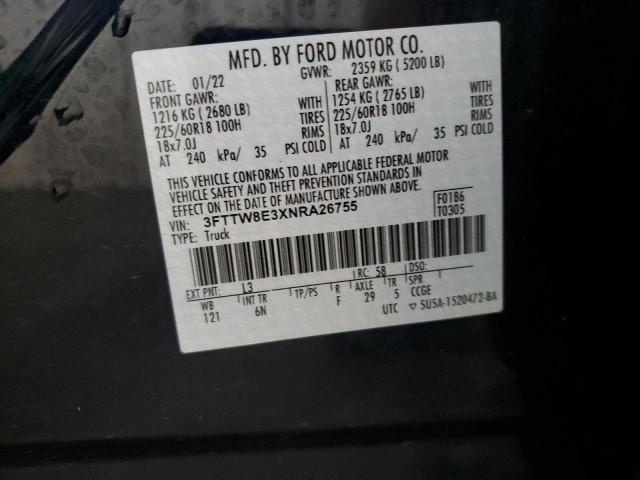 MFD. BY FORD MOTOR CO.
DATE: 01/22 GVWR: 2359 KG ( 5200 LB)
FRONT GAWR: REAR GAWR:
1216 KG ( 2680 LB) WITH 1254 KG ( 2765 LB) WITH
225/60R18 100H TIRES 225/60R18 100H TIRES
18x7.0J RIMS 18x7.0J RIMS
AT 240 kPa/ 35 PSI COLD AT 240 kPa/ 35 PSI COLD
THIS VEHICLE CONFORMS TO ALL APPLICABLE FEDERAL MOTOR
VEHICLE SAFETY AND THEFT PREVENTION STANDARDS IN
EFFECT ON THE DATE OF MANUFACTURE SHOWN ABOVE.
VIN: 3FTTW8E3XNRA26755 F0186
TYPE: Truck T0305
EXT PNT: L3 RC: 58 DSO:
WB INT TR TP/PS R AXLE TR SPR
121 6N F 29 5 CCGE
UTC ▽ 5U5A-1520472-BA